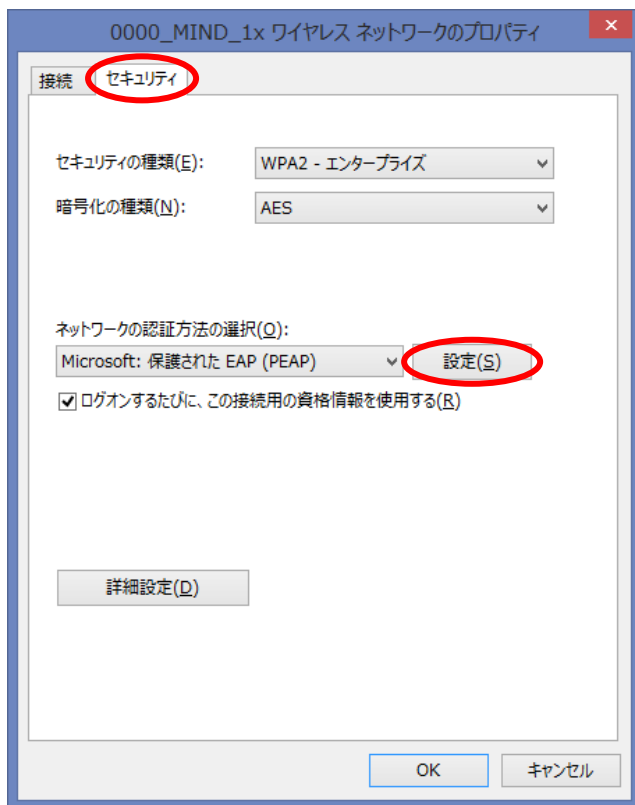 0000_MIND_1x ワイヤレス ネットワークのプロパティ
接続 セキュリティ
セキュリティの種類(E): WPA2 - エンタープライズ
暗号化の種類(N): AES
ネットワークの認証方法の選択(O):
Microsoft: 保護された EAP (PEAP) 設定(S)
ログオンするたびに、この接続用の資格情報を使用する(R)
詳細設定(D)
OK キャンセル